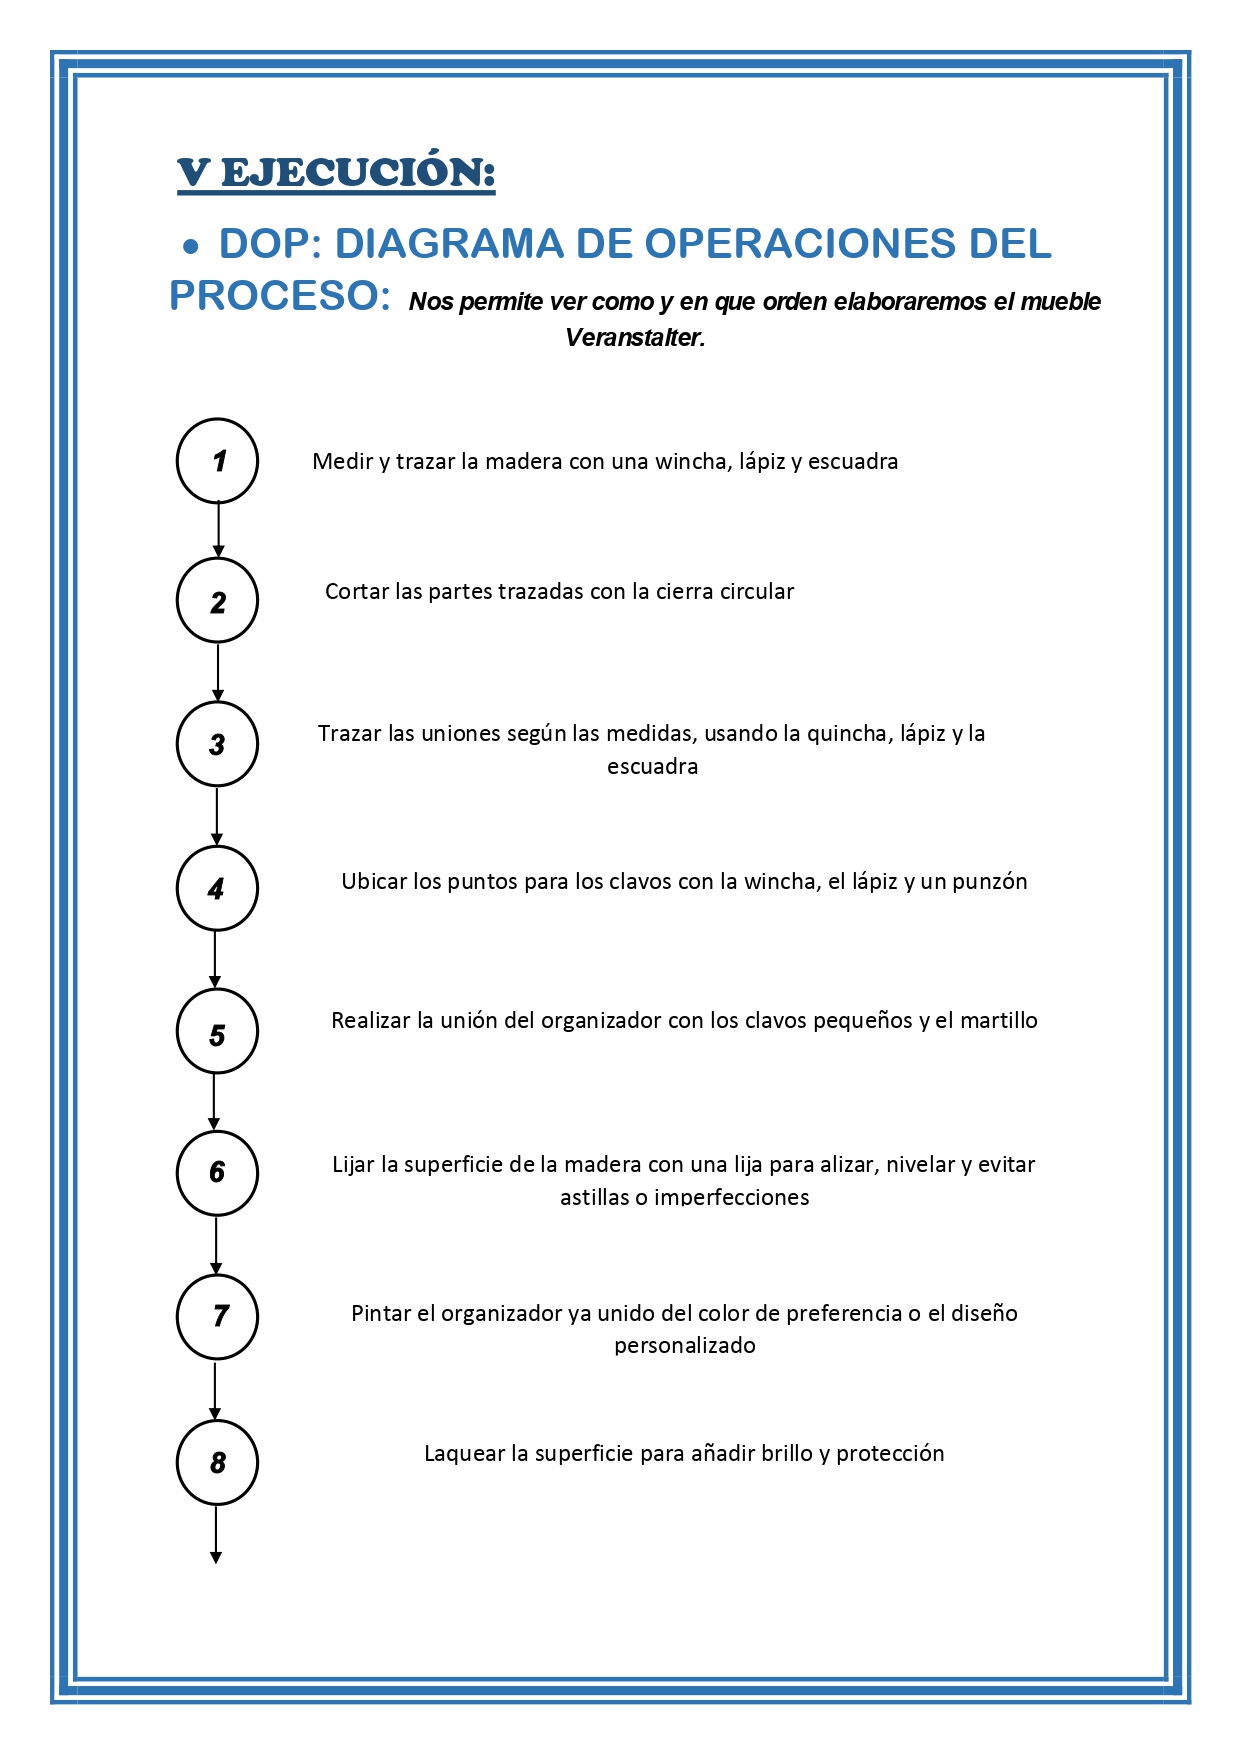 V EJECUCIÓN:
• DOP: DIAGRAMA DE OPERACIONES DEL
PROCESO: Nos permite ver como y en que orden elaboraremos el mueble
Veranstalter.
1
Medir y trazar la madera con una wincha, lápiz y escuadra
2
Cortar las partes trazadas con la cierra circular
3
Trazar las uniones según las medidas, usando la quincha, lápiz y la
escuadra
4
Ubicar los puntos para los clavos con la wincha, el lápiz y un punzón
5
Realizar la unión del organizador con los clavos pequeños y el martillo
6
Lijar la superficie de la madera con una lija para alizar, nivelar y evitar
astillas o imperfecciones
7
Pintar el organizador ya unido del color de preferencia o el diseño
personalizado
8
Laquear la superficie para añadir brillo y protección